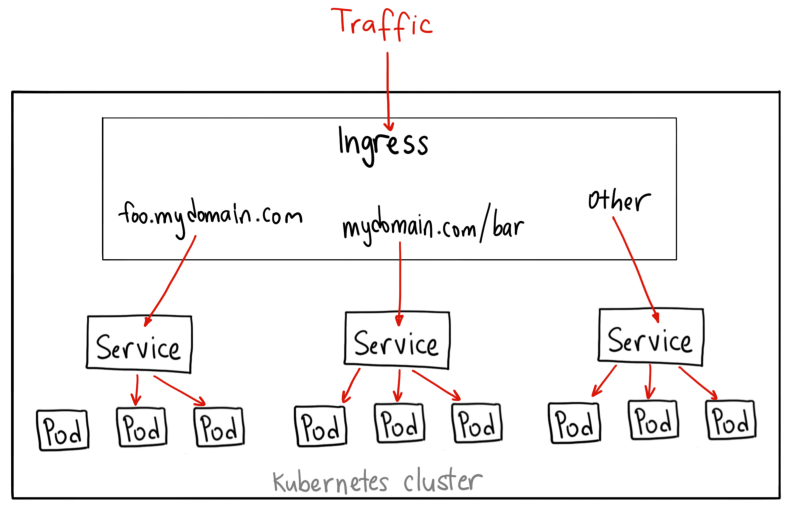 Traffic
Ingress
foo.mydomain.com
mydomain.com/bar
Other
Service
Service
Service
Pod
Pod
Pod
Pod
Pod
Pod
Pod
Pod
Pod
Kubernetes cluster